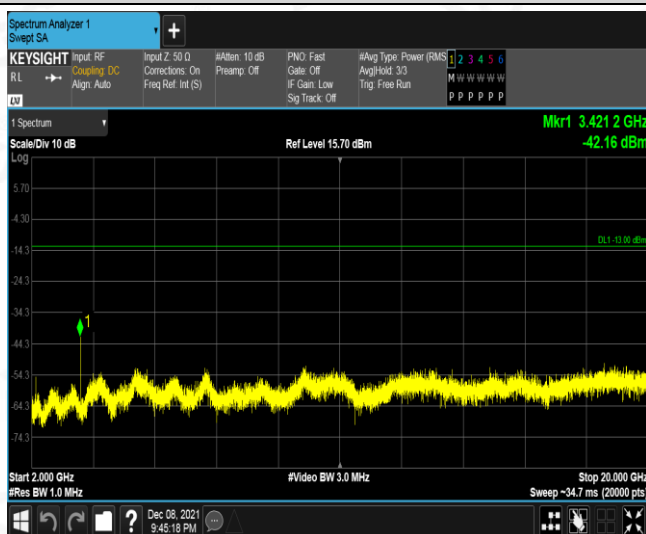 Spectrum Analyzer 1
Swept SA
+
KEYSIGHT
RL
LXI
Input: RF
Coupling: DC
Align: Auto
Input Z: 50 Ω
Corrections: On
Freq Ref: Int (S)
#Atten: 10 dB
Preamp: Off
PNO: Fast
Gate: Off
IF Gain: Low
Sig Track: Off
#Avg Type: Power (RMS
Avg|Hold: 3/3
Trig: Free Run
1 2 3 4 5 6
M W W W W W
P P P P P P
1 Spectrum
Mkr1 3.421 2 GHz
Scale/Div 10 dB
Ref Level 15.70 dBm
-42.16 dBm
Log
5.70
-4.30
DL1 -13.00 dBm
-14.3
-24.3
-34.3
1
-44.3
-54.3
-64.3
-74.3
Start 2.000 GHz
#Video BW 3.0 MHz
Stop 20.000 GHz
#Res BW 1.0 MHz
Sweep ~34.7 ms (20000 pts)
?
Dec 08, 2021
9:45:18 PM